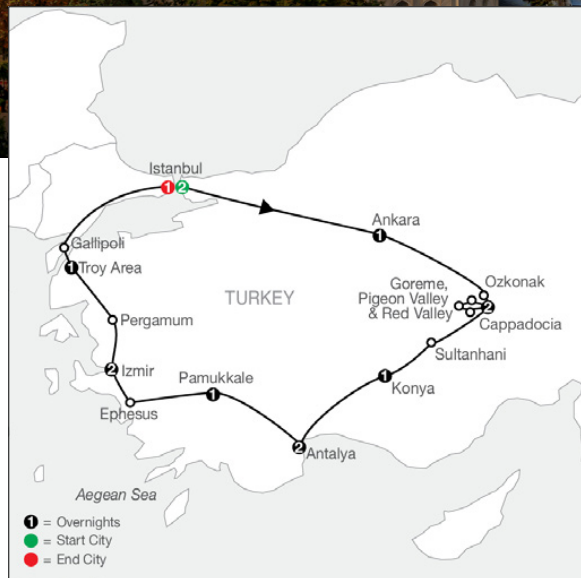 Istanbul
1 2
Gallipoli
1
Troy Area
Ankara
1
Ozkonak
Goreme,
Pigeon Valley
& Red Valley
2
Cappadocia
TURKEY
Pergamum
Sultanhani
2
Izmir
Pamukkale
1
1
Konya
Ephesus
2
Antalya
Aegean Sea
1 = Overnights
= Start City
= End City